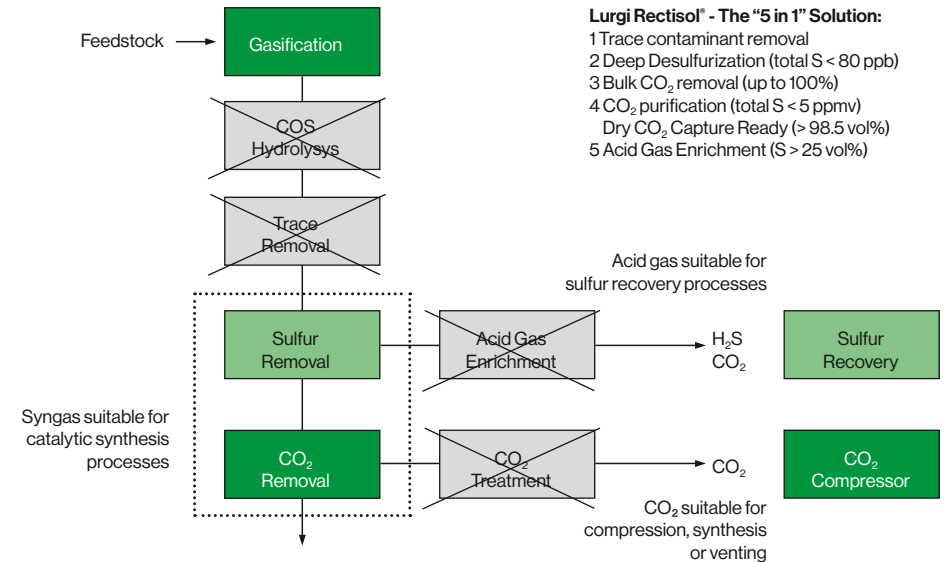 Feedstock
Gasification
Lurgi Rectisol® - The “5 in 1” Solution:
1 Trace contaminant removal
2 Deep Desulfurization (total S < 80 ppb)
3 Bulk CO₂ removal (up to 100%)
4 CO₂ purification (total S < 5 ppmv)
Dry CO₂ Capture Ready (> 98.5 vol%)
5 Acid Gas Enrichment (S > 25 vol%)
COS
Hydrolysys
Trace
Removal
Acid gas suitable for
sulfur recovery processes
Sulfur
Removal
Acid Gas
Enrichment
H₂S
CO₂
Sulfur
Recovery
Syngas suitable for
catalytic synthesis
processes
CO₂
Removal
CO₂
Treatment
CO₂
CO₂
Compressor
CO₂ suitable for
compression, synthesis
or venting